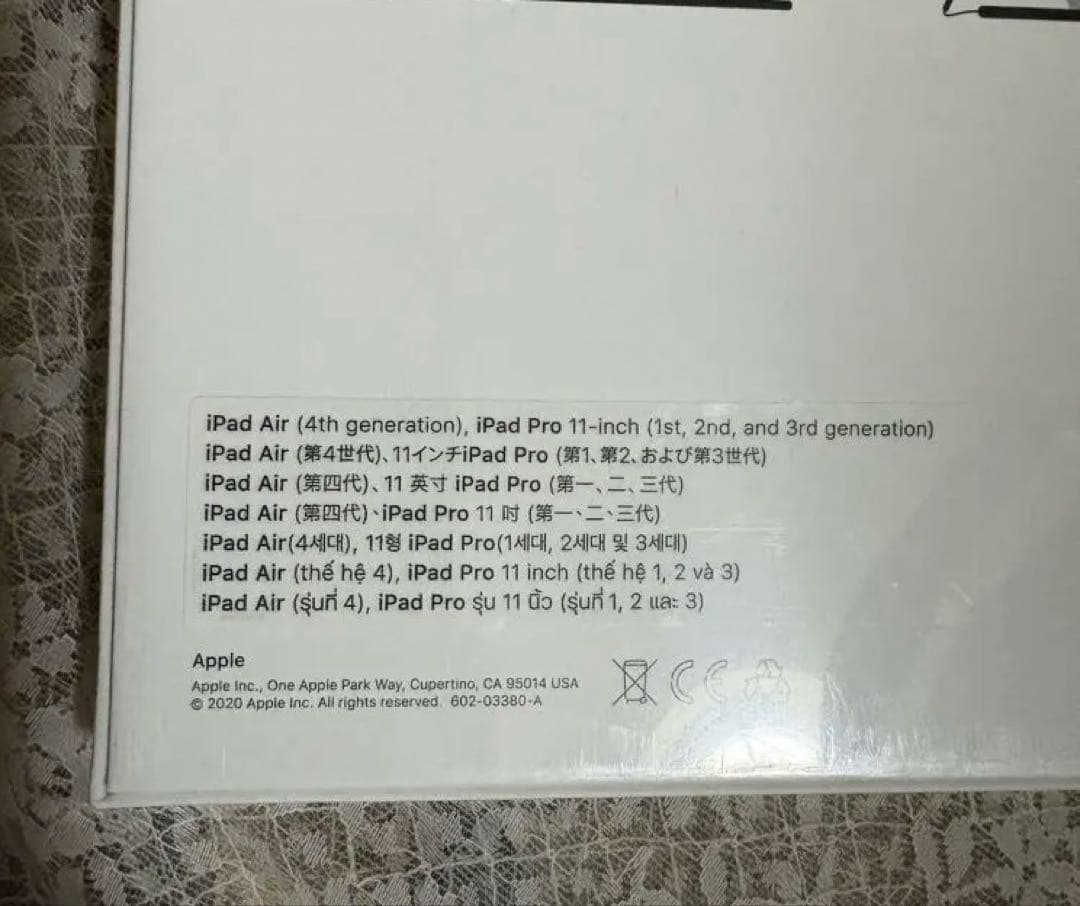 iPad Air (4th generation), iPad Pro 11-inch (1st, 2nd, and 3rd generation)
iPad Air (第4世代)、11インチiPad Pro (第1、第2、および第3世代)
iPad Air (第四代)、11 英寸 iPad Pro (第一、二、三代)
iPad Air (第四代)、iPad Pro 11 吋 (第一、二、三代)
iPad Air(4세대), 11형 iPad Pro(1세대, 2세대 및 3세대)
iPad Air (thế hệ 4), iPad Pro 11 inch (thế hệ 1, 2 và 3)
iPad Air (รุ่นที่ 4), iPad Pro รุ่น 11 นิ้ว (รุ่นที่ 1, 2 และ 3)
Apple
Apple Inc., One Apple Park Way, Cupertino, CA 95014 USA
© 2020 Apple Inc. All rights reserved. 602-03380-A
CE